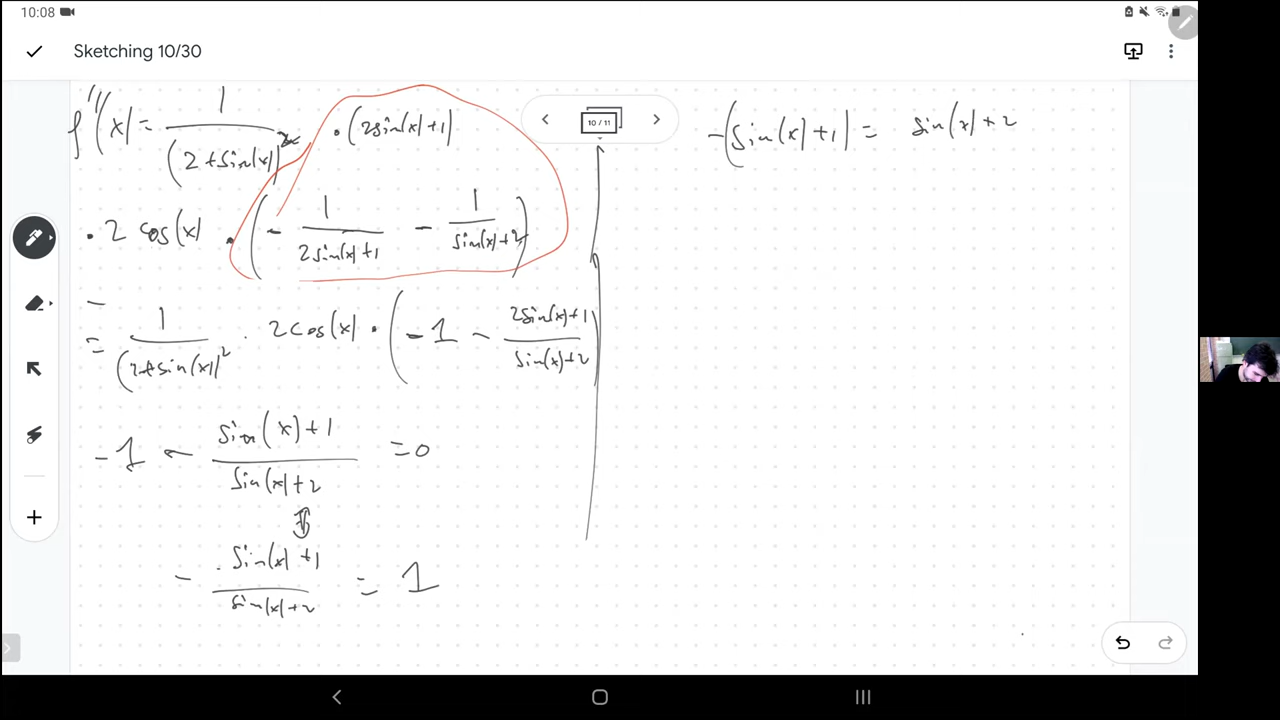 10:08
Sketching 10/30
10 / 11
f''(x) = 1/(2+sin(x))^2 · (2sin(x)+1)
· 2 cos(x) · (- 1/(2sin(x)+1) - 1/(sin(x)+2))
= 1/(2+sin(x))^2 · 2cos(x) · (-1 - (2sin(x)+1)/(sin(x)+2))
-1 - (sin(x)+1)/(sin(x)+2) = 0
⇕
- (sin(x)+1)/(sin(x)+2) = 1
-(sin(x)+1) = sin(x)+2